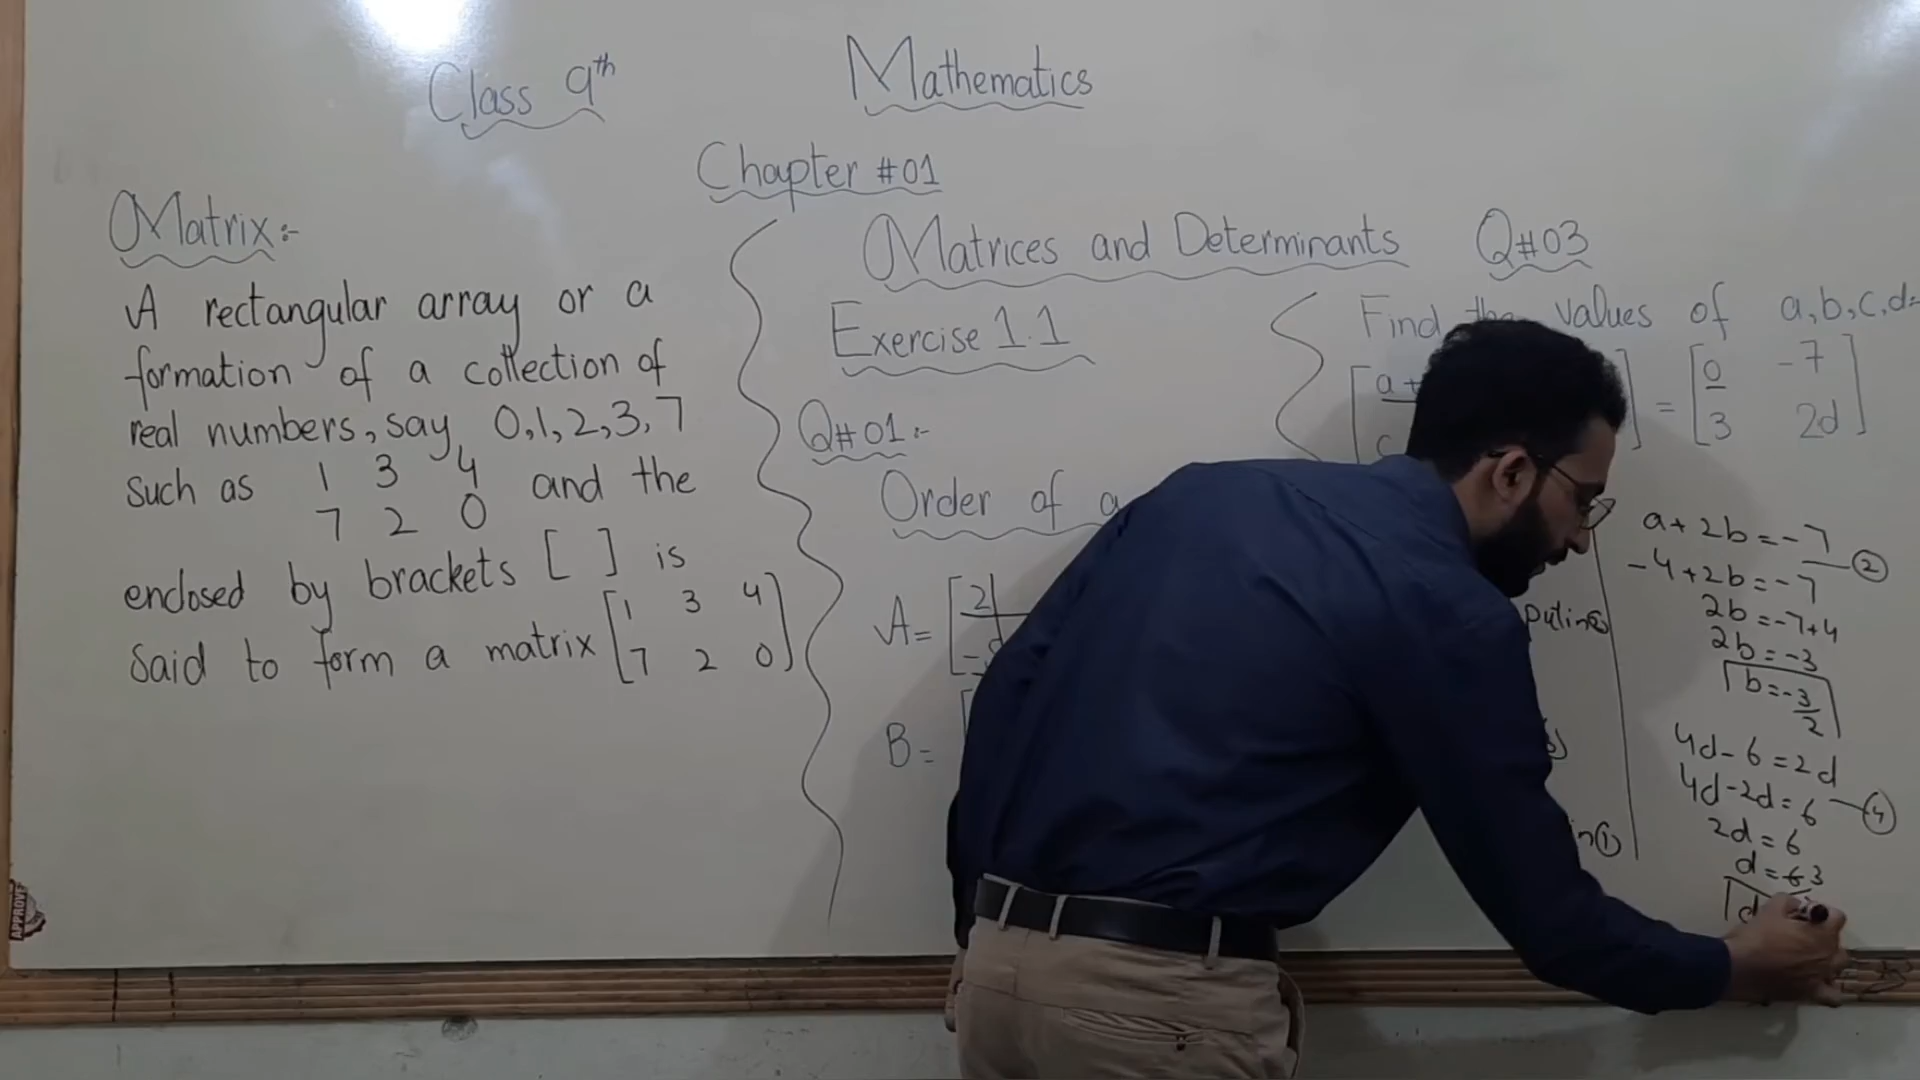 Class 9th
Mathematics
Chapter #01
Matrix:-
A rectangular array or a
formation of a collection of
real numbers, say 0,1,2,3,7
such as 1 3 4 and the
7 2 0
enclosed by brackets [ ] is
said to form a matrix [1 3 4
7 2 0]
Matrices and Determinants
Exercise 1.1
Q#01:-
Order of a
A= [2
B=
Q#03
Find the values of a,b,c,d=
[a+
c
] = [0 -7
3 2d]
a+2b=-7
-4+2b=-7 ②
2b=-7+4
2b=-3
b=-3/2
4d-6=2d
4d-2d=6 ④
2d=6
d=63
d
in①
APPROV